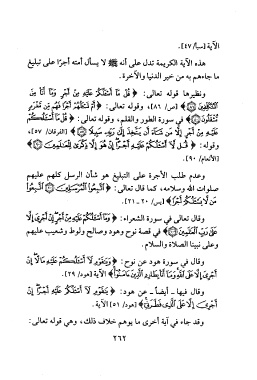 الآية [سبأ/ ٤٧].
هذه الآية الكريمة تدل على أنه ﷺ لا يسأل أمته أجرًا على تبليغ
ما جاءهم به من خير الدنيا والآخرة.
ونظيرها قوله تعالى: ﴿قُلْ مَا أَسْـَٔلُكُمْ عَلَيْهِ مِنْ أَجْرٍ وَمَا أَنَا مِنَ
الْمُتَكَلِّفِينَ﴾ [ص/ ٨٦]، وقوله تعالى: ﴿أَمْ تَسْـَٔلُهُمْ أَجْرًا فَهُم مِّن مَّغْرَمٍ
مُّثْقَلُونَ﴾ في سورة الطور والقلم، وقوله تعالى: ﴿قُلْ مَا أَسْـَٔلُكُمْ
عَلَيْهِ مِنْ أَجْرٍ إِلَّا مَن شَاءَ أَن يَتَّخِذَ إِلَىٰ رَبِّهِ سَبِيلًا﴾ [الفرقان/ ٥٧]،
وقوله: ﴿قُل لَّا أَسْـَٔلُكُمْ عَلَيْهِ أَجْرًا إِنْ هُوَ إِلَّا ذِكْرَىٰ لِلْعَالَمِينَ﴾
[الأنعام/ ٩٠].
وعدم طلب الأجرة على التبليغ هو شأن الرسل كلهم عليهم
صلوات الله وسلامه، كما قال تعالى: ﴿اتَّبِعُوا الْمُرْسَلِينَ ۝ اتَّبِعُوا
مَن لَّا يَسْـَٔلُكُمْ أَجْرًا﴾ [يس/ ٢٠ - ٢١].
وقال تعالى في سورة الشعراء: ﴿وَمَا أَسْـَٔلُكُمْ عَلَيْهِ مِنْ أَجْرٍ إِنْ أَجْرِيَ إِلَّا
عَلَىٰ رَبِّ الْعَالَمِينَ﴾ في قصة نوح وهود وصالح ولوط وشعيب عليهم
وعلى نبينا الصلاة والسلام.
وقال في سورة هود عن نوح: ﴿وَيَا قَوْمِ لَا أَسْـَٔلُكُمْ عَلَيْهِ مَالًا إِنْ
أَجْرِيَ إِلَّا عَلَى اللَّهِ وَمَا أَنَا بِطَارِدِ الَّذِينَ آمَنُوا﴾ الآية [هود/ ٢٩].
وقال فيها ـ أيضاً ـ عن هود: ﴿يَا قَوْمِ لَا أَسْـَٔلُكُمْ عَلَيْهِ أَجْرًا إِنْ
أَجْرِيَ إِلَّا عَلَى الَّذِي فَطَرَنِي﴾ الآية [هود/ ٥١].
وقد جاء في آية أخرى ما يوهم خلاف ذلك، وهي قوله تعالى:
٢٦٢